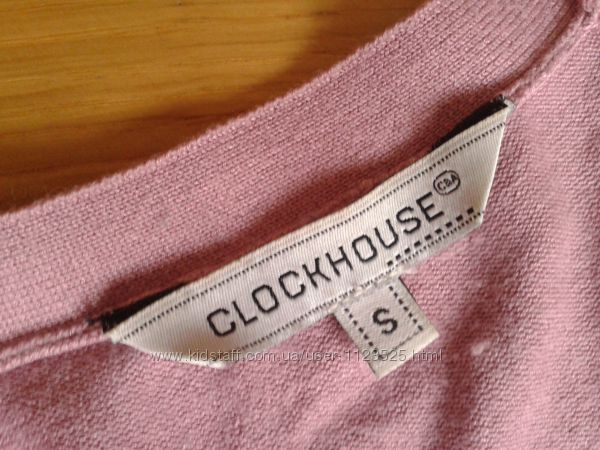 CLOCKHOUSE C&A
S
www.kidstaff.com.ua/user-1123525.html